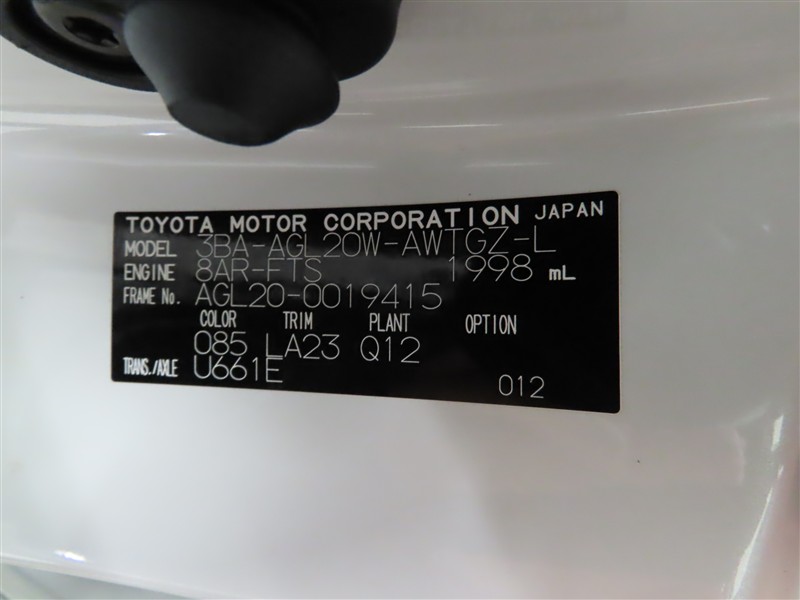 TOYOTA MOTOR CORPORATION JAPAN
MODEL 3BA-AGL20W-AWTGZ-L
ENGINE 8AR-FTS 1998 mL
FRAME No. AGL20-0019415
COLOR TRIM PLANT OPTION
085 LA23 Q12
TRANS./AXLE U661E
012